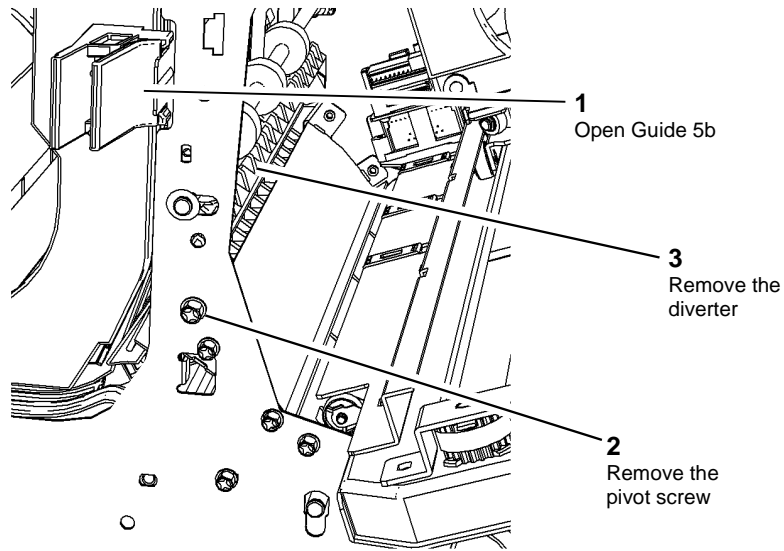 1
Open Guide 5b
3
Remove the
diverter
2
Remove the
pivot screw